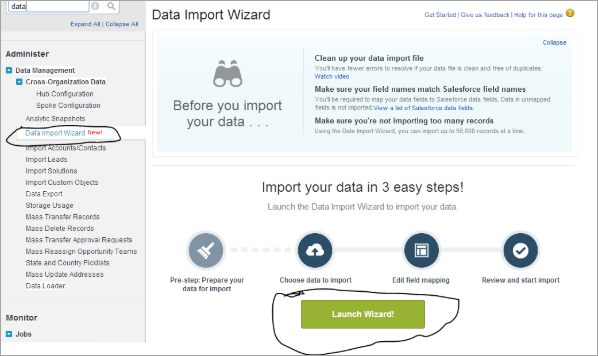 data
Expand All | Collapse All
Administer
Data Management
Cross-Organization Data
Hub Configuration
Spoke Configuration
Analytic Snapshots
Data Import Wizard New!
Import Accounts/Contacts
Import Leads
Import Solutions
Import Custom Objects
Data Export
Storage Usage
Mass Transfer Records
Mass Delete Records
Mass Transfer Approval Requests
Mass Reassign Opportunity Teams
State and Country Picklists
Mass Update Addresses
Data Loader
Monitor
Jobs
Data Import Wizard
Get Started | Give us feedback | Help for this page
Collapse
Before you import
your data . . .
Clean up your data import file
You'll have fewer errors to resolve if your data file is clean and free of duplicates.
Watch video
Make sure your field names match Salesforce field names
You'll be required to map your data fields to Salesforce data fields. Data in unmapped
fields is not imported. View a list of Salesforce data fields.
Make sure you're not importing too many records
Using the Data Import Wizard, you can import up to 50,000 records at a time.
Import your data in 3 easy steps!
Launch the Data Import Wizard to import your data.
Pre-step: Prepare your
data for import
Choose data to import
Edit field mapping
Review and start import
Launch Wizard!